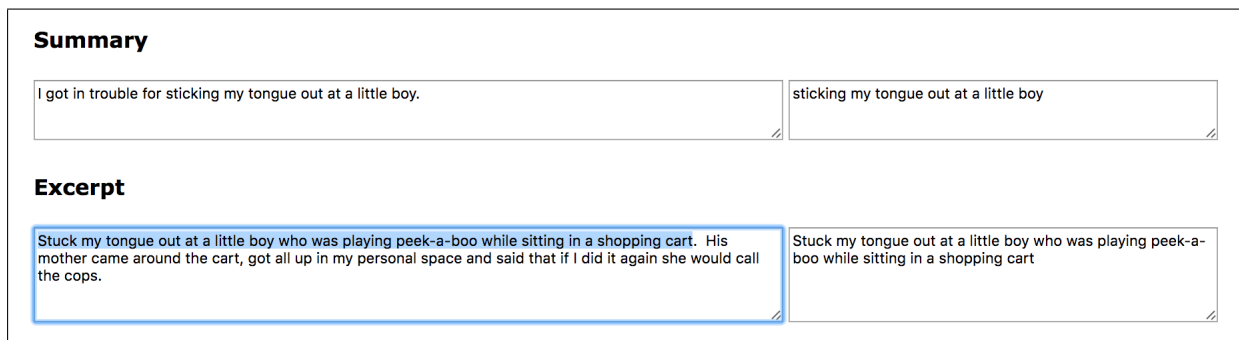 Summary
I got in trouble for sticking my tongue out at a little boy.
sticking my tongue out at a little boy
Excerpt
Stuck my tongue out at a little boy who was playing peek-a-boo while sitting in a shopping cart.  His
mother came around the cart, got all up in my personal space and said that if I did it again she would call
the cops.
Stuck my tongue out at a little boy who was playing peek-a-
boo while sitting in a shopping cart